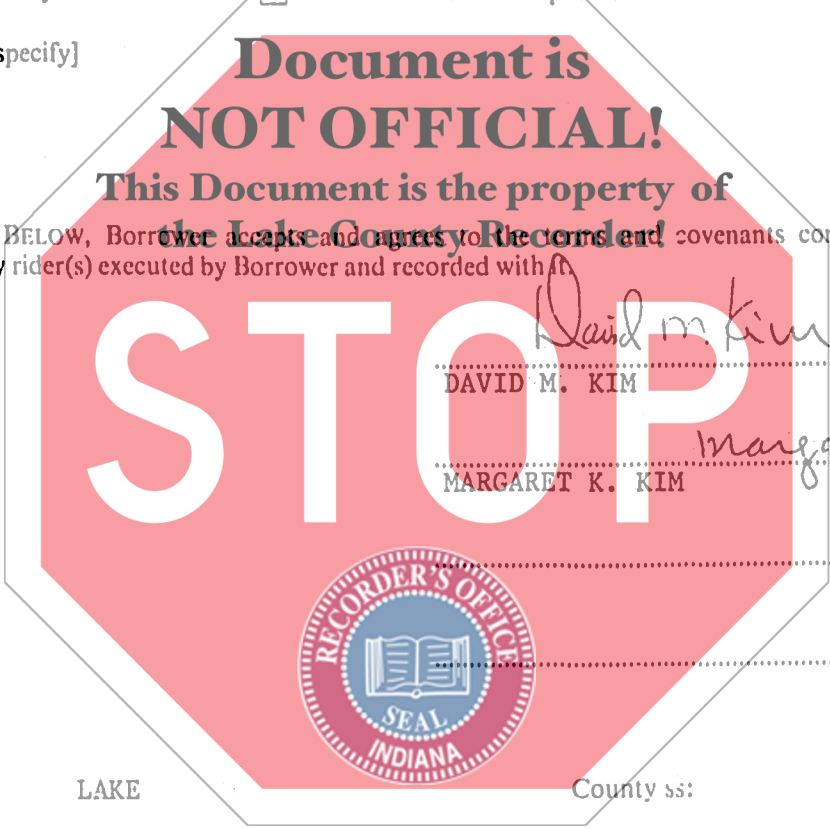 specify]
Document is
NOT OFFICIAL!
This Document is the property of
the Lake County Recorder!
BELOW, Borrower accepts and agrees to the terms and covenants
rider(s) executed by Borrower and recorded with it.
David M. Kim
DAVID M. KIM
STOP
MARGARET K. KIM
RECORDER'S OFFICE
SEAL
INDIANA
LAKE County ss: